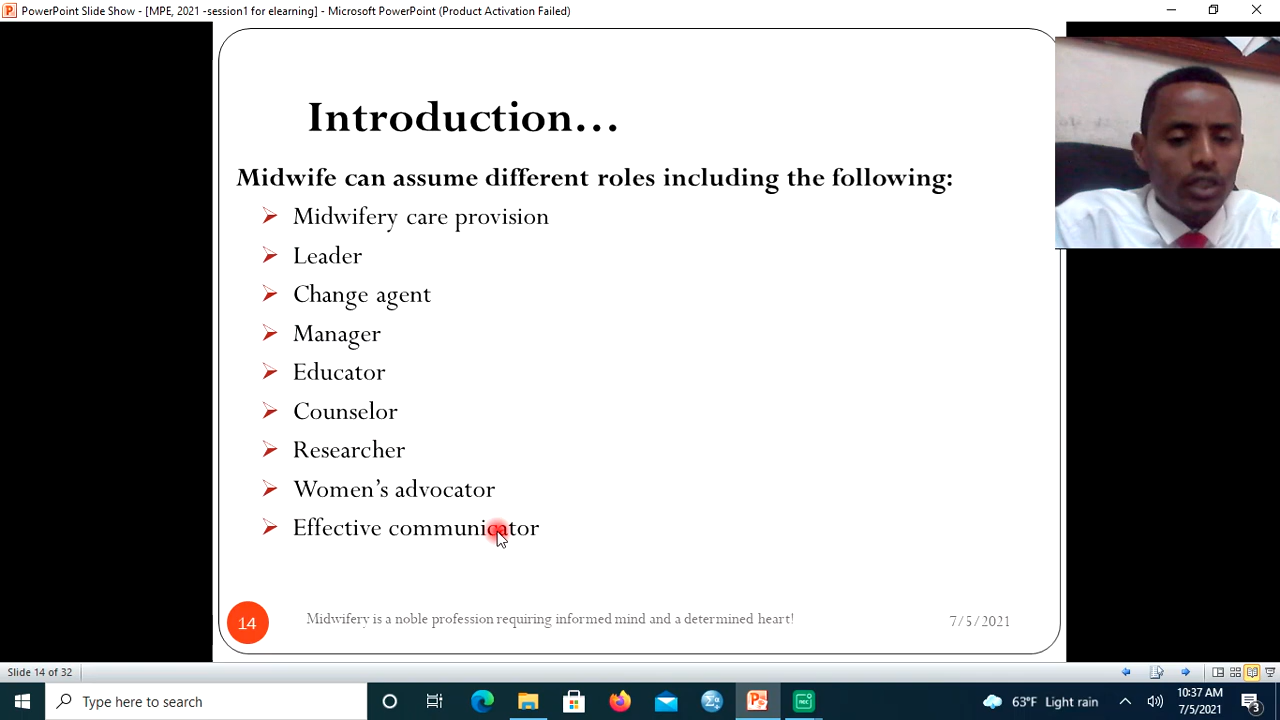 PowerPoint Slide Show - [MPE, 2021 -session1 for elearning] - Microsoft PowerPoint (Product Activation Failed)
Introduction…
Midwife can assume different roles including the following:
Midwifery care provision
Leader
Change agent
Manager
Educator
Counselor
Researcher
Women’s advocator
Effective communicator
14
Midwifery is a noble profession requiring informed mind and a determined heart!
7/5/2021
Slide 14 of 32
Type here to search
63°F Light rain
10:37 AM
7/5/2021
3